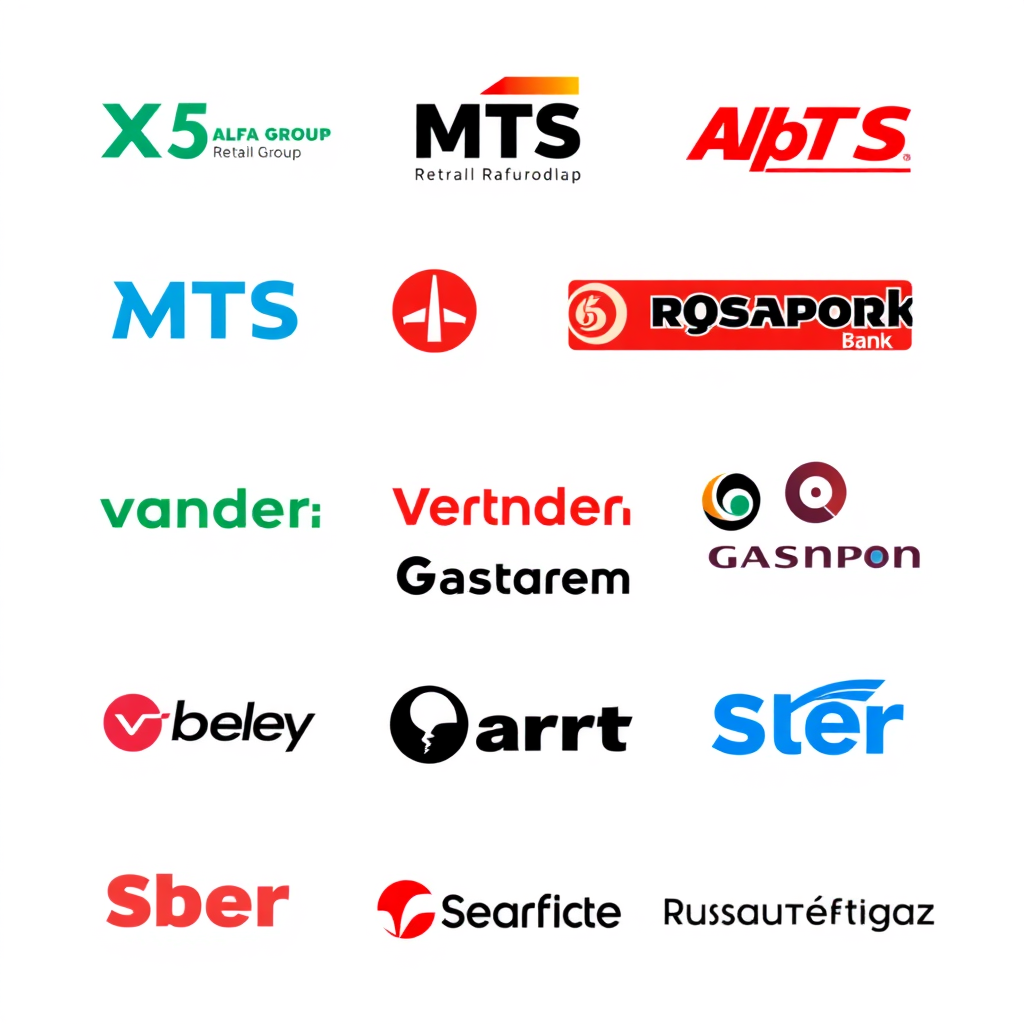 X5 ALFA GROUP
Retall Group
MTS
Retrall Rafurodlap
AlpTS
MTS
RQSAPORK
Bank
vander:
Vertnder.
Gastarem
GASNPON
beley
arrt
Ster
Sber
Searficte
Russautéftigaz